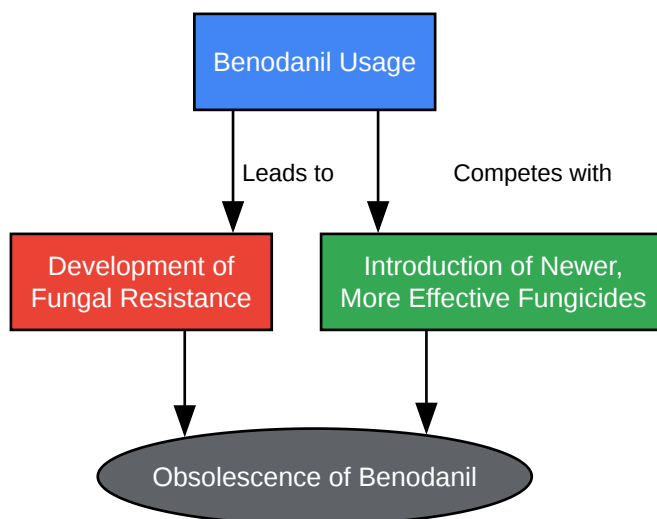 Benodanil Usage
Leads to
Competes with
Development of
Fungal Resistance
Introduction of Newer,
More Effective Fungicides
Obsolescence of Benodanil